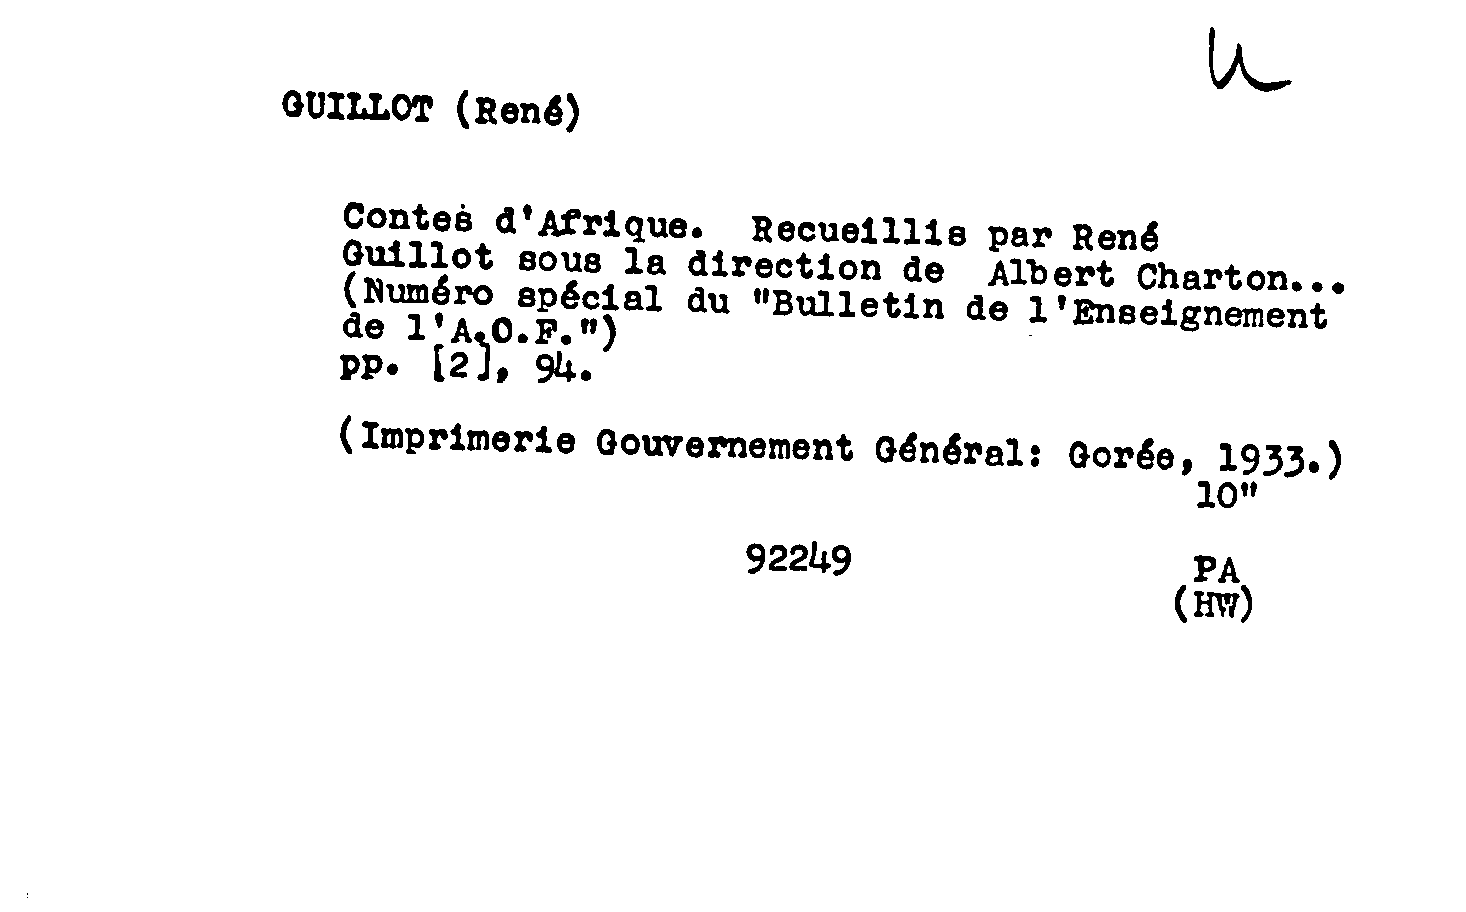 GUILLOT (René)
Contes d'Afrique. Recueillis par René
Guillot sous la direction de Albert Charton...
(Numéro spécial du "Bulletin de l'Enseignement
de l'A.O.F.")
pp. [2], 94.
(Imprimerie Gouvernement Général: Gorée, 1933.)
10"
92249
PA
(HW)